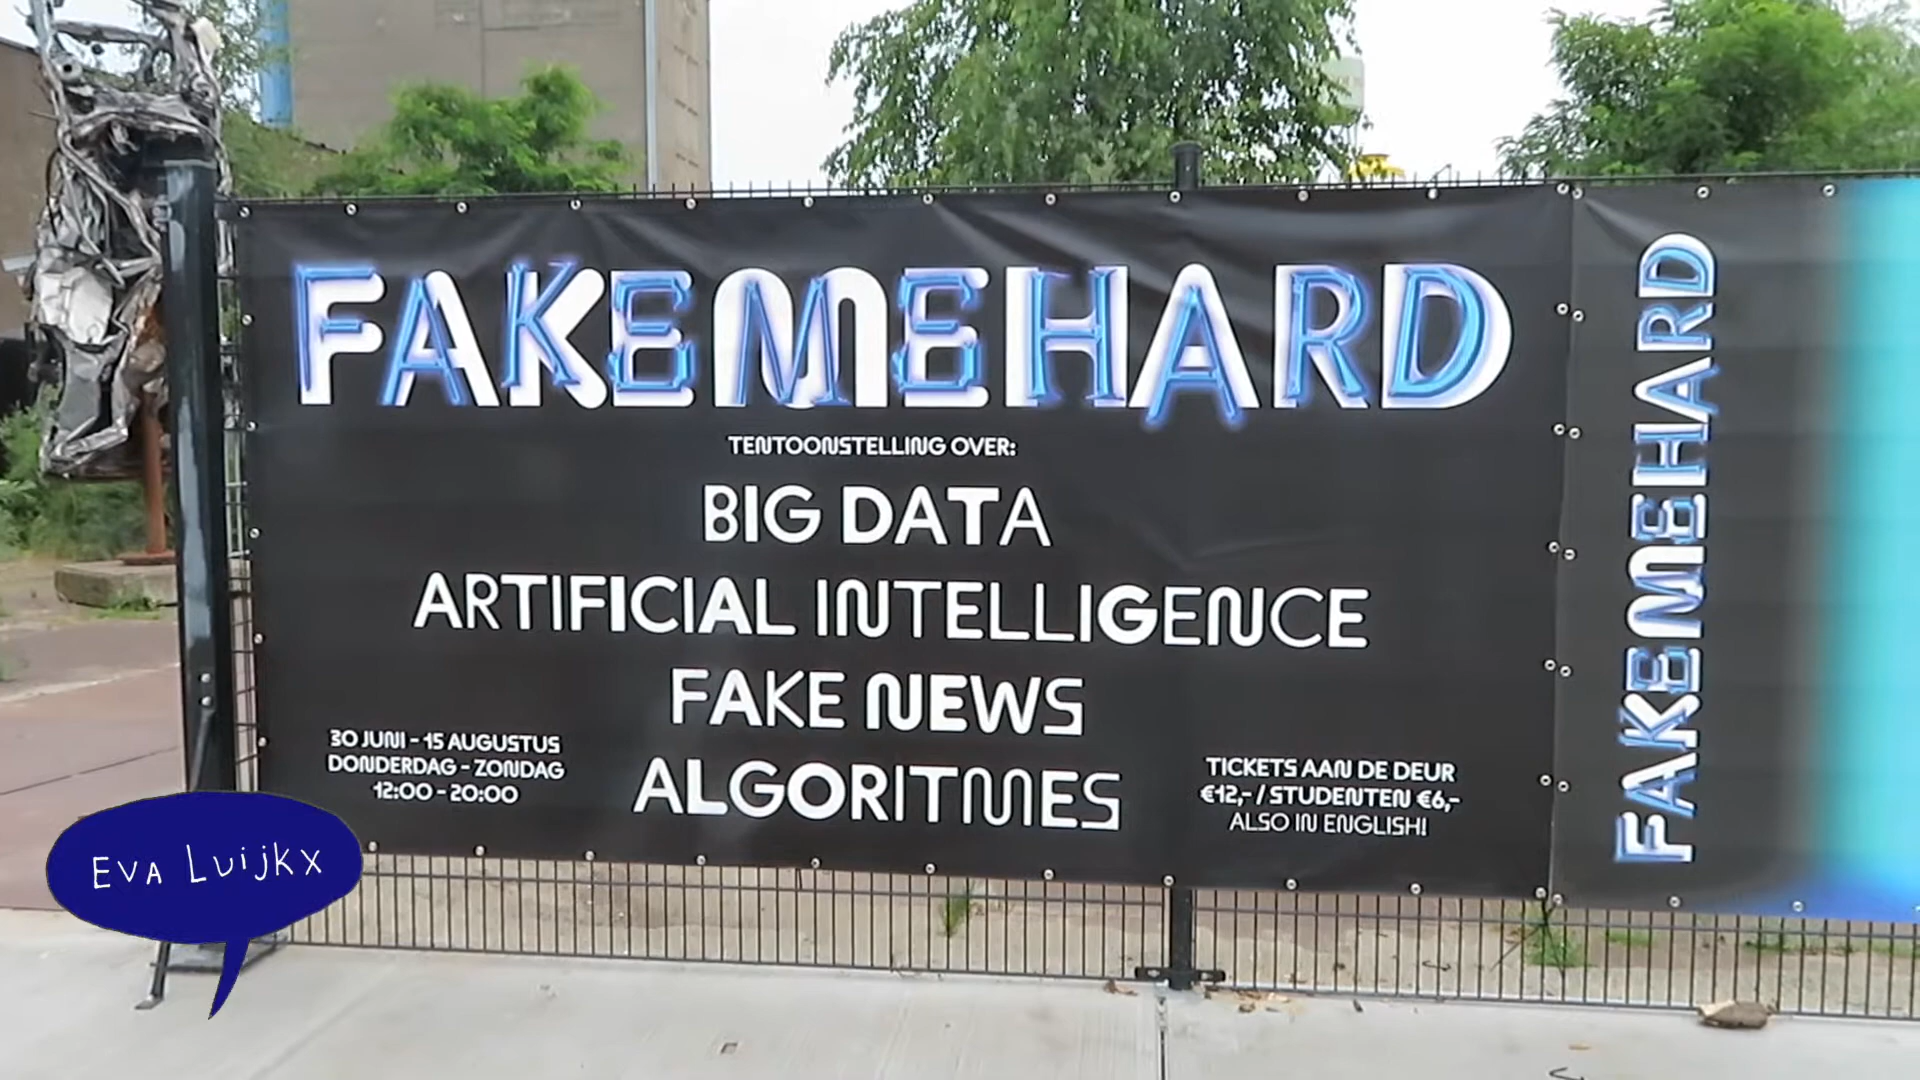 FAKEMEHARD
TENTOONSTELLING OVER:
BIG DATA
ARTIFICIAL INTELLIGENCE
FAKE NEWS
ALGORITMES
30 JUNI - 15 AUGUSTUS
DONDERDAG - ZONDAG
12:00 - 20:00
TICKETS AAN DE DEUR
€12,- / STUDENTEN €6,-
ALSO IN ENGLISH!
FAKEMEHARD
EVA LUijKX